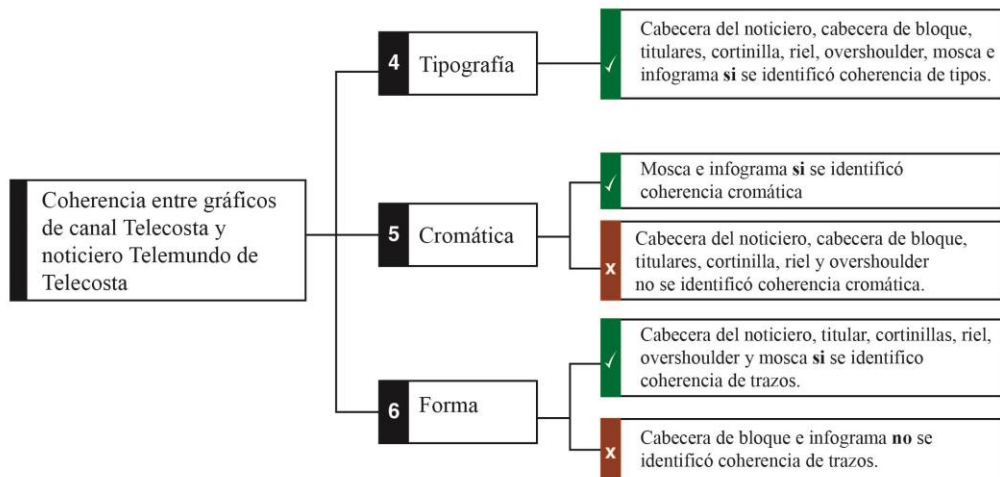 Coherencia entre gráficos
de canal Telecosta y
noticiero Telemundo de
Telecosta
4
Tipografía
✓
Cabecera del noticiero, cabecera de bloque,
titulares, cortinilla, riel, overshoulder, mosca e
infograma si se identificó coherencia de tipos.
5
Cromática
✓
Mosca e infograma si se identificó
coherencia cromática
x
Cabecera del noticiero, cabecera de bloque,
titulares, cortinilla, riel y overshoulder
no se identificó coherencia cromática.
6
Forma
✓
Cabecera del noticiero, titular, cortinillas, riel,
overshoulder y mosca si se identifico
coherencia de trazos.
x
Cabecera de bloque e infograma no se
identificó coherencia de trazos.